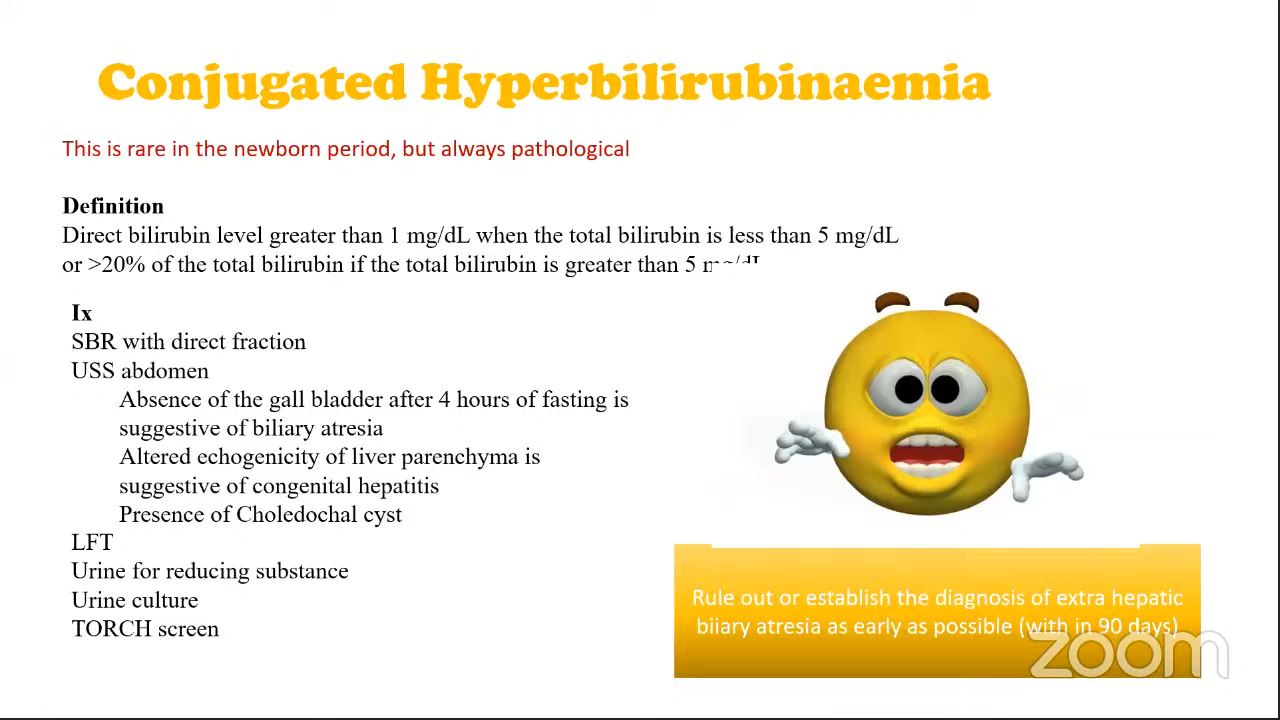 Conjugated Hyperbilirubinaemia
This is rare in the newborn period, but always pathological
Definition
Direct bilirubin level greater than 1 mg/dL when the total bilirubin is less than 5 mg/dL
or >20% of the total bilirubin if the total bilirubin is greater than 5
Ix
SBR with direct fraction
USS abdomen
Absence of the gall bladder after 4 hours of fasting is
suggestive of biliary atresia
Altered echogenicity of liver parenchyma is
suggestive of congenital hepatitis
Presence of Choledochal cyst
LFT
Urine for reducing substance
Urine culture
TORCH screen
Rule out or establish the diagnosis of extra hepatic
biiary atresia as early as possible (with in 90 days)
zoom